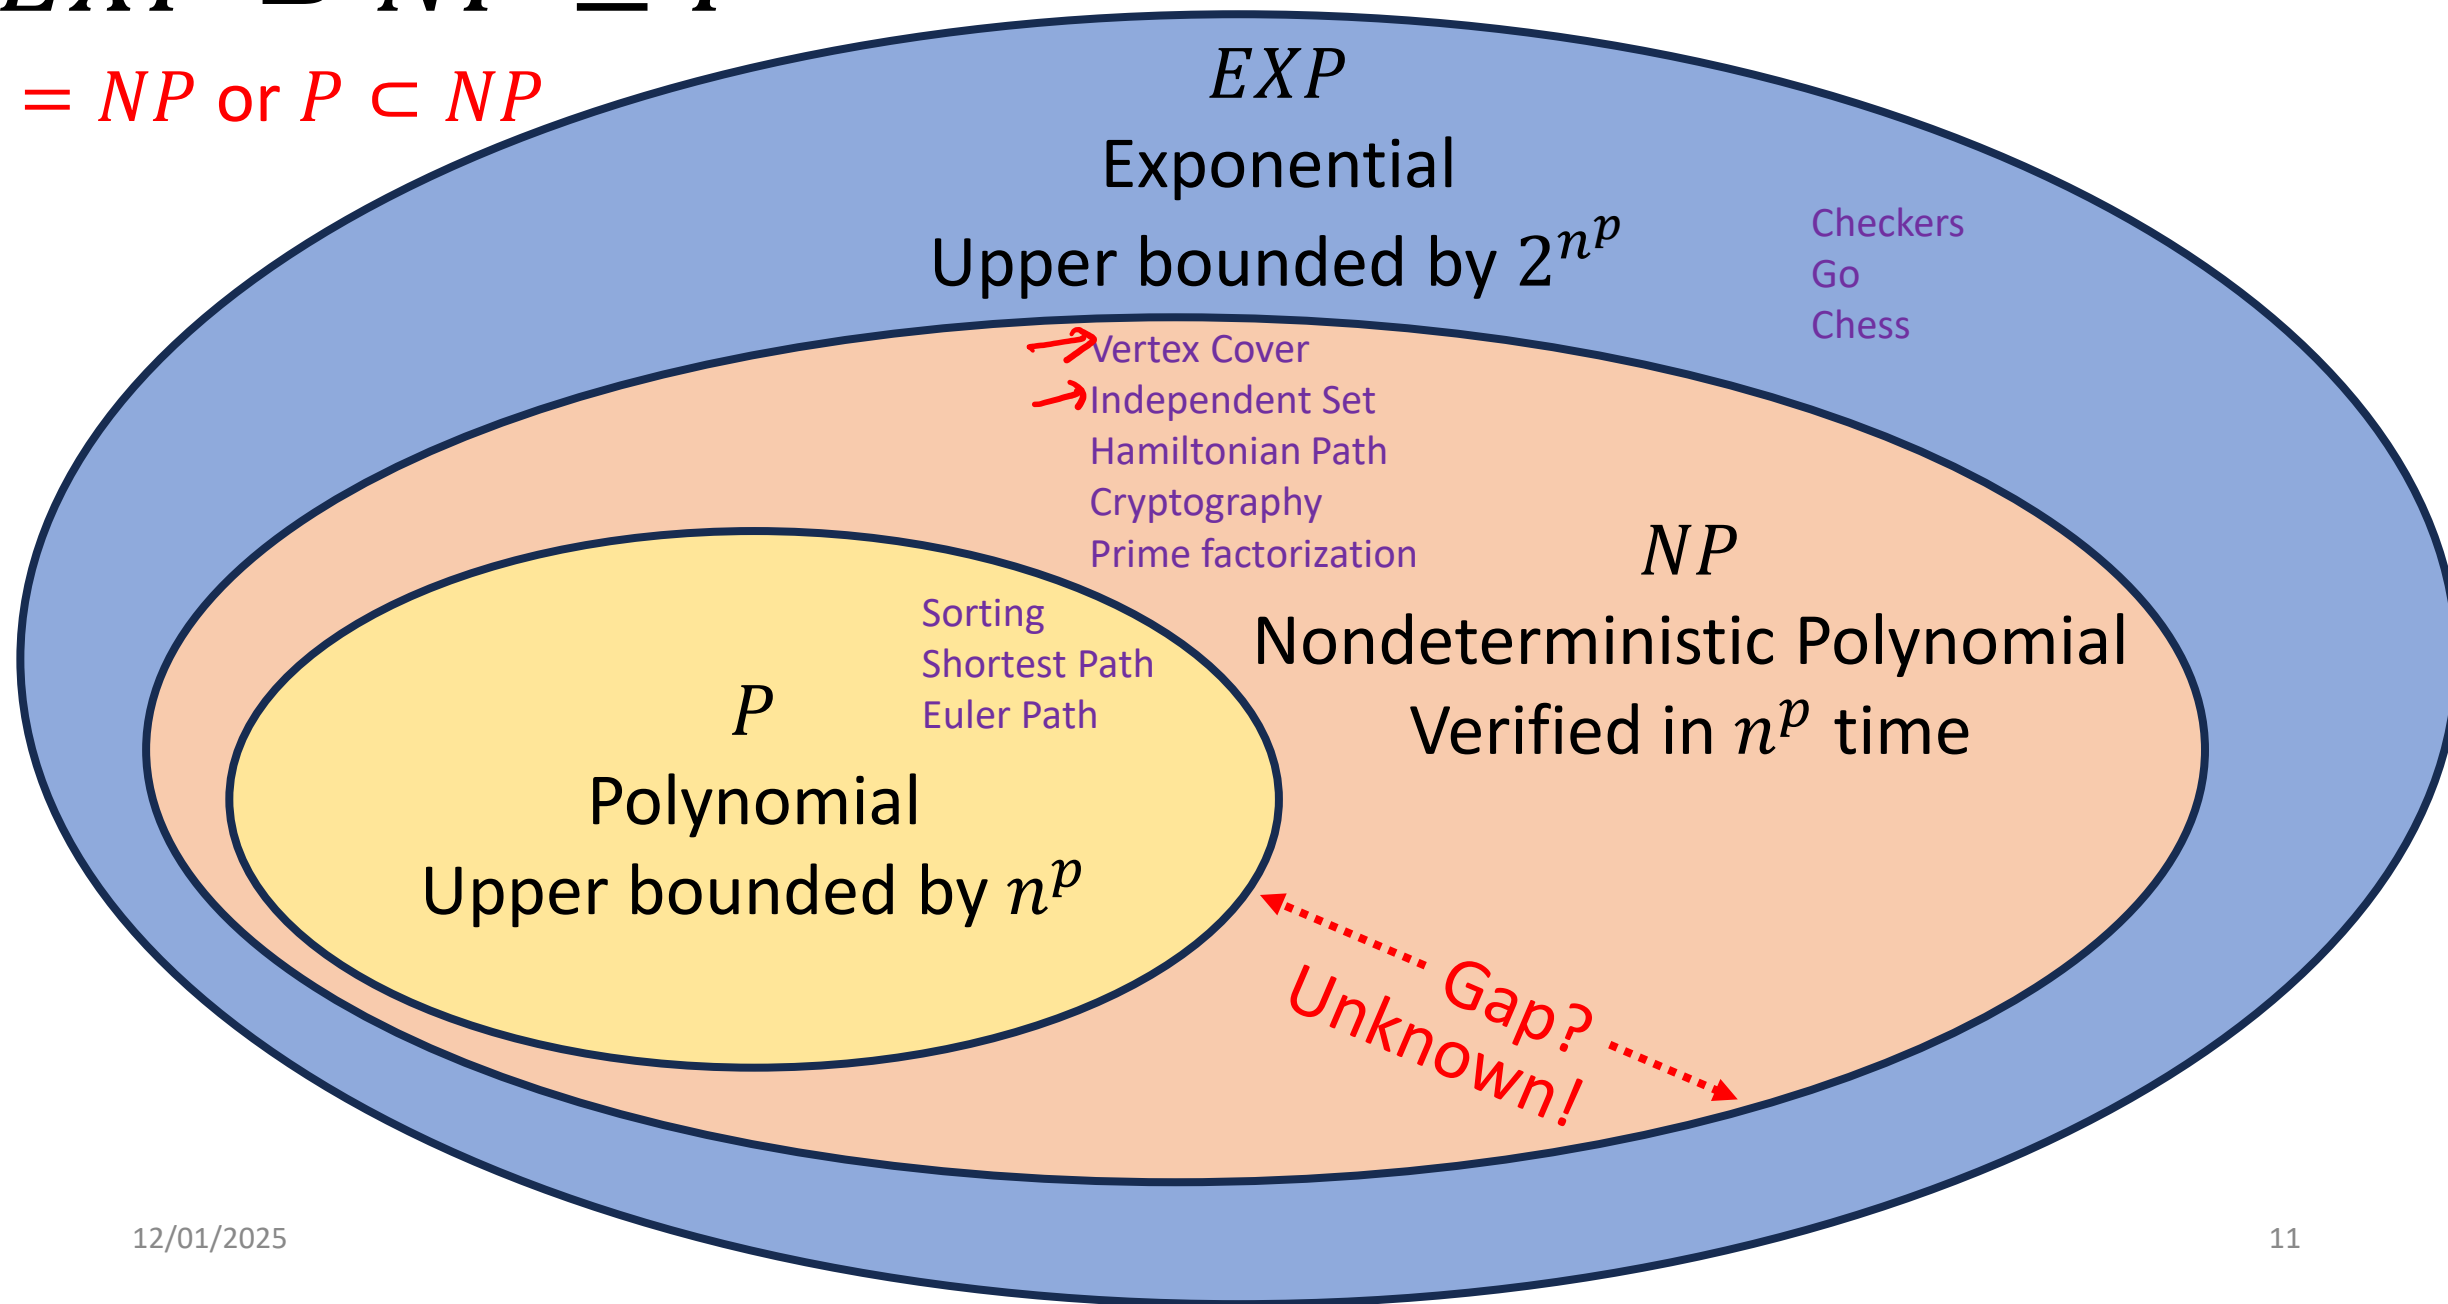 = NP or P ⊂ NP
EXP
Exponential
Upper bounded by 2^{n^p}
Checkers
Go
Chess
Vertex Cover
Independent Set
Hamiltonian Path
Cryptography
Prime factorization
NP
Nondeterministic Polynomial
Verified in n^p time
Sorting
Shortest Path
Euler Path
P
Polynomial
Upper bounded by n^p
Gap?
Unknown!
12/01/2025
11